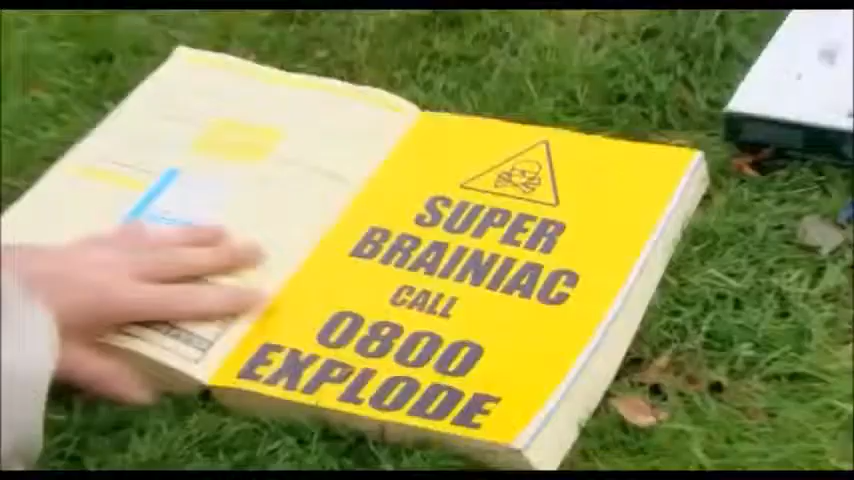 SUPER
BRAINIAC
CALL
0800
EXPLODE